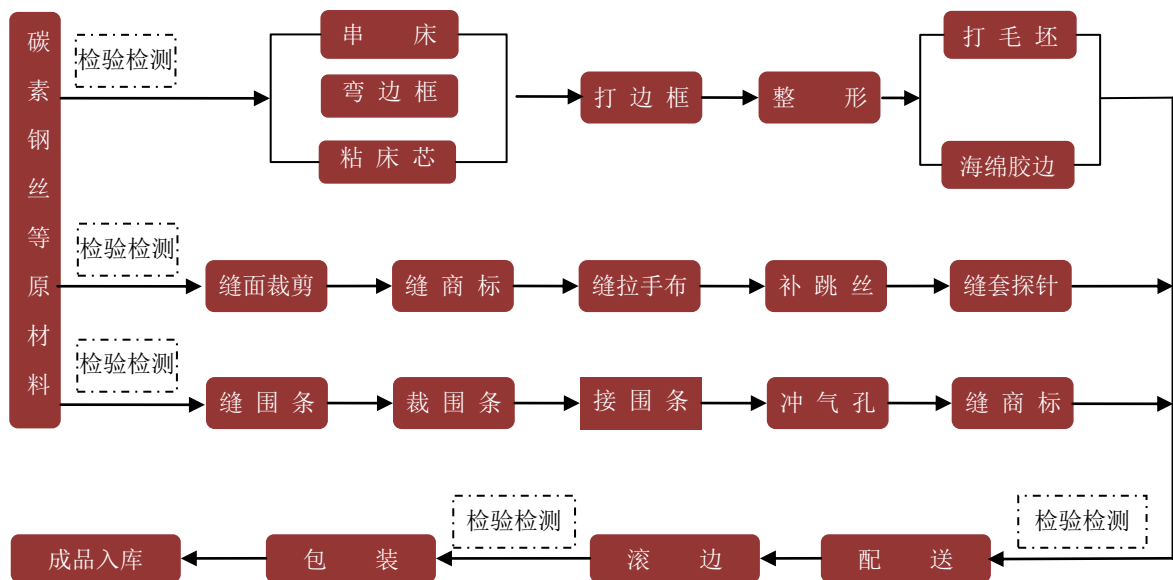 碳素钢丝等原材料
检验检测
串 床
弯 边 框
粘 床 芯
打 边 框
整 形
打 毛 坯
海绵胶边
检验检测
缝面裁剪
缝 商 标
缝拉手布
补 跳 丝
缝套探针
检验检测
缝 围 条
裁 围 条
接 围 条
冲 气 孔
缝 商 标
检验检测
检验检测
成品入库
包 装
滚 边
配 送